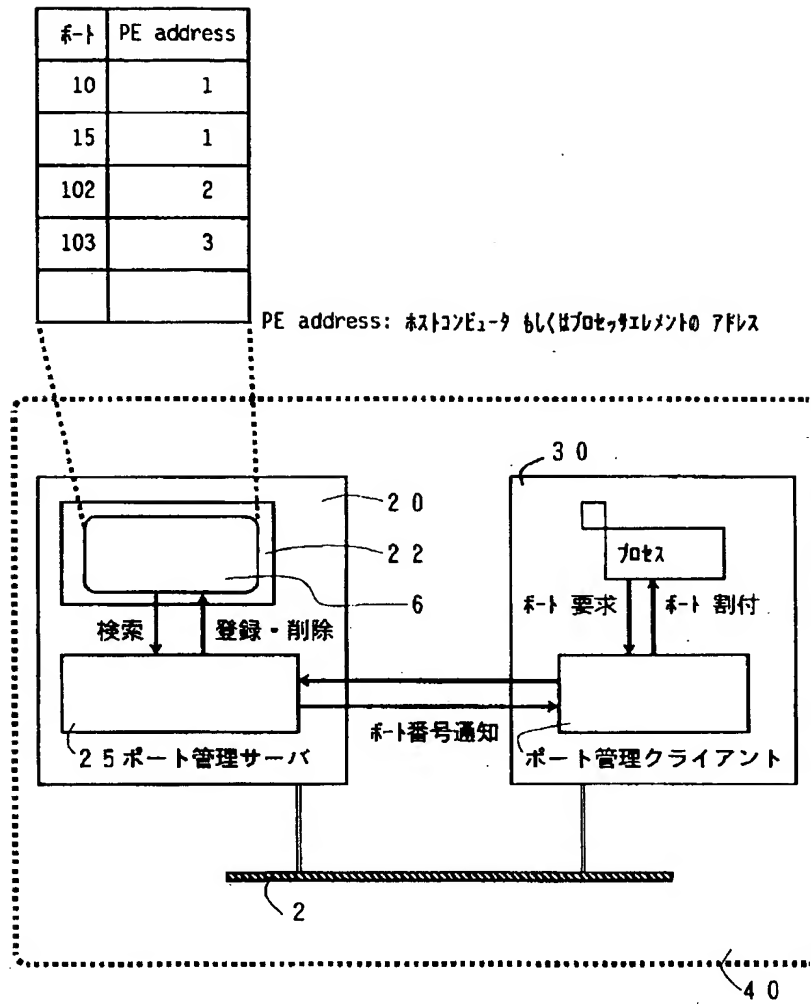 ﾎﾟｰﾄ PE address
10 1
15 1
102 2
103 3
PE address: ﾎｽﾄｺﾝﾋﾟｭｰﾀ もしくはﾌﾟﾛｾｯｻｴﾚﾒﾝﾄの ｱﾄﾞﾚｽ
30
20
22
ﾌﾟﾛｾｽ
6
ﾎﾟｰﾄ 要求 ﾎﾟｰﾄ 割付
検索 登録・削除
ﾎﾟｰﾄ番号通知
25ポート管理サーバ
ポート管理クライアント
2
40